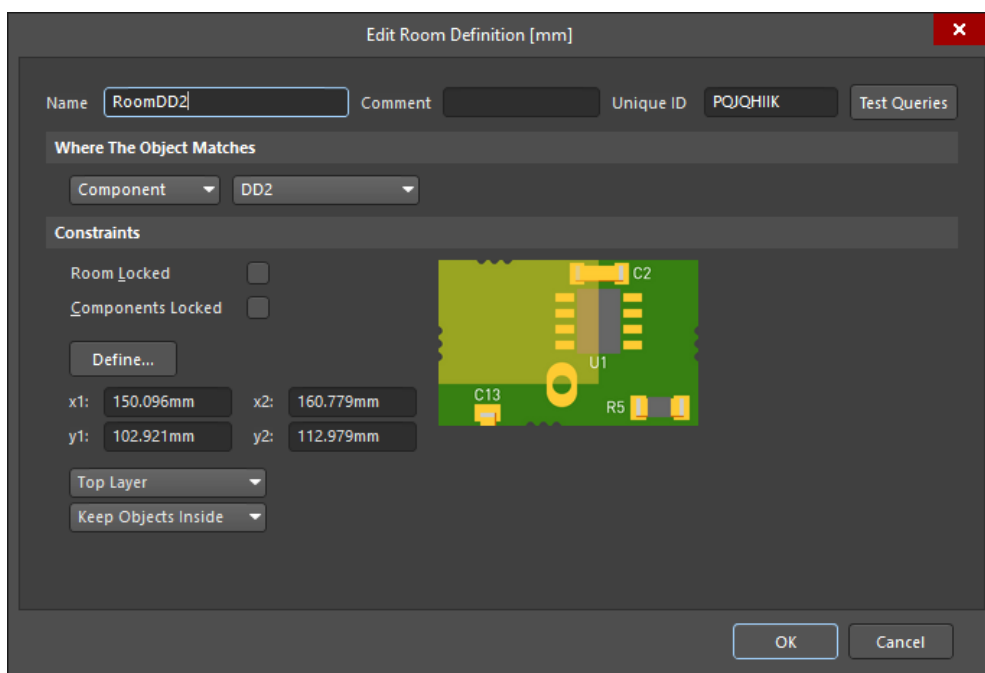 Edit Room Definition [mm]
Name RoomDD2 Comment Unique ID PQJQHIIK Test Queries
Where The Object Matches
Component DD2
Constraints
Room Locked
Components Locked
Define...
x1: 150.096mm x2: 160.779mm
y1: 102.921mm y2: 112.979mm
Top Layer
Keep Objects Inside
C2
U1
C13
R5
OK Cancel